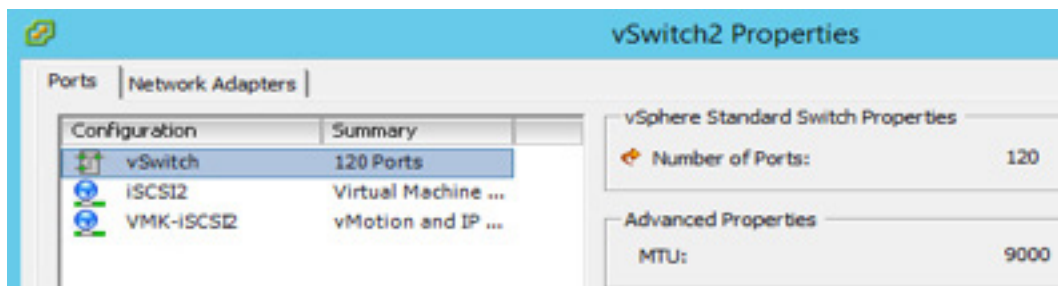 vSwitch2 Properties
Ports Network Adapters
Configuration Summary
vSwitch 120 Ports
iSCSI2 Virtual Machine ...
VMK-iSCSI2 vMotion and IP ...
vSphere Standard Switch Properties
Number of Ports: 120
Advanced Properties
MTU: 9000